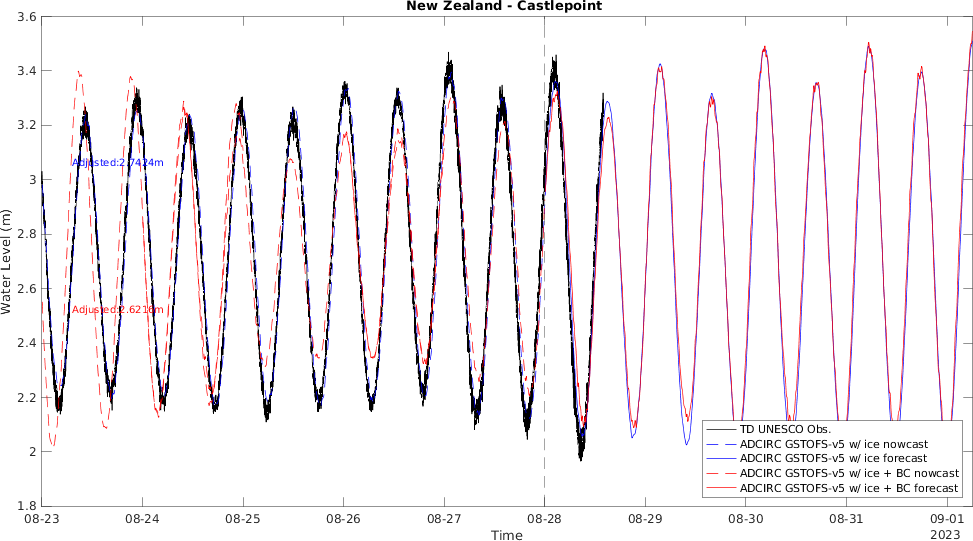 New Zealand - Castlepoint
Water Level (m)
3.6
3.4
3.2
3
2.8
2.6
2.4
2.2
2
1.8
Adjusted:2.7424m
Adjusted:2.6216m
TD UNESCO Obs.
ADCIRC GSTOFS-v5 w/ ice nowcast
ADCIRC GSTOFS-v5 w/ ice forecast
ADCIRC GSTOFS-v5 w/ ice + BC nowcast
ADCIRC GSTOFS-v5 w/ ice + BC forecast
08-23 08-24 08-25 08-26 08-27 08-28 08-29 08-30 08-31 09-01
2023
Time